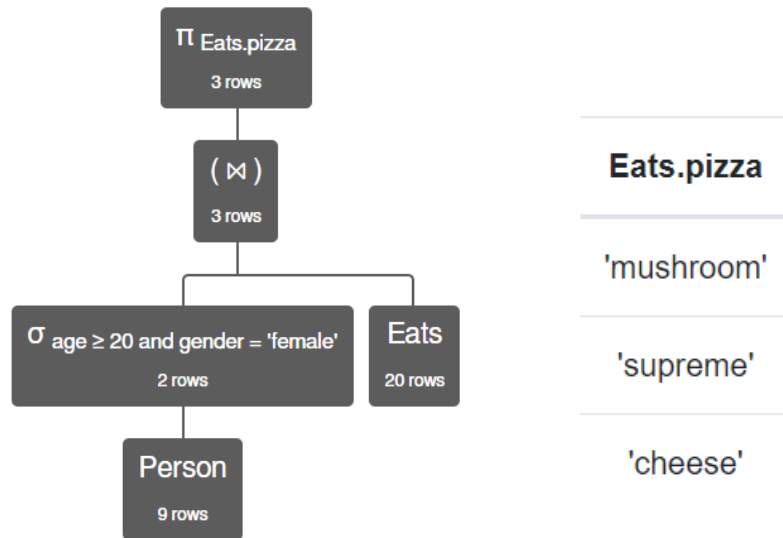 π Eats.pizza
3 rows
( ⋈ )
3 rows
σ age ≥ 20 and gender = 'female'
2 rows
Eats
20 rows
Person
9 rows
Eats.pizza
'mushroom'
'supreme'
'cheese'